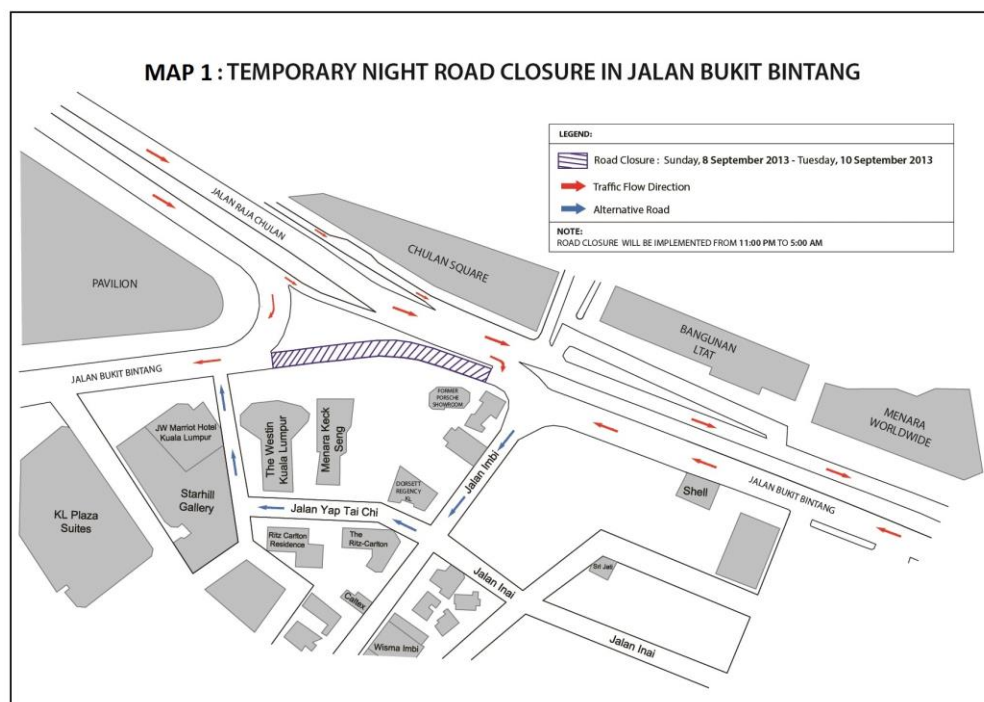 MAP 1 : TEMPORARY NIGHT ROAD CLOSURE IN JALAN BUKIT BINTANG
LEGEND:
Road Closure : Sunday, 8 September 2013 - Tuesday, 10 September 2013
Traffic Flow Direction
Alternative Road
NOTE:
ROAD CLOSURE WILL BE IMPLEMENTED FROM 11:00 PM TO 5:00 AM
JALAN RAJA CHULAN
CHULAN SQUARE
PAVILION
BANGUNAN
LTAT
MENARA
WORLDWIDE
JALAN BUKIT BINTANG
FORMER
PORSCHE
SHOWROOM
JW Marriot Hotel
Kuala Lumpur
The Westin
Kuala Lumpur
Menara Keck
Seng
Jalan Imbi
DORSETT
REGENCY
KL
Shell
JALAN BUKIT BINTANG
Starhill
Gallery
KL Plaza
Suites
Jalan Yap Tai Chi
Ritz Carlton
Residence
The
Ritz-Carlton
Jalan Inai
Sri Jati
Caltex
Wisma Imbi
Jalan Inai